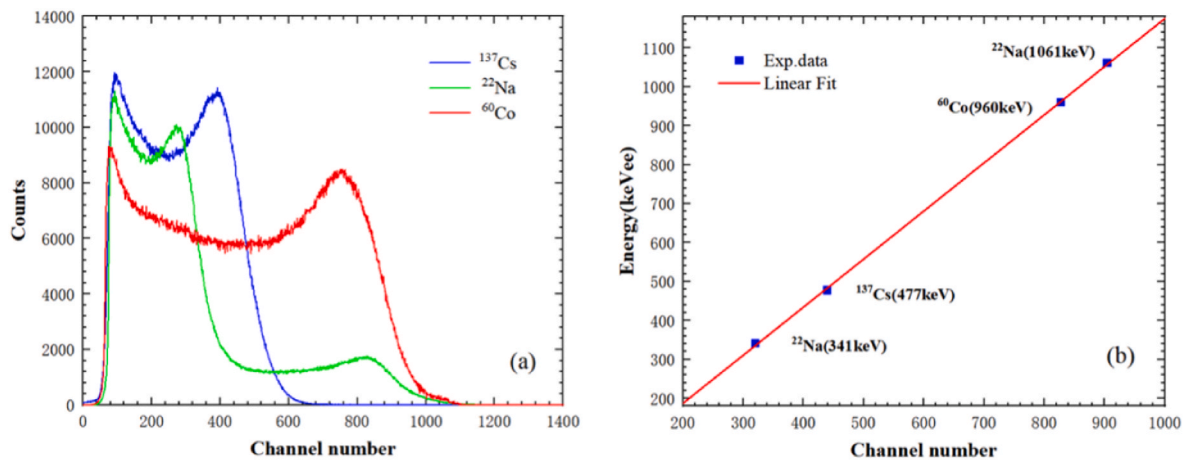 14000
12000
10000
8000
6000
4000
2000
0
Counts
0 200 400 600 800 1000 1200 1400
Channel number
¹³⁷Cs
²²Na
⁶⁰Co
(a)
1100
1000
900
800
700
600
500
400
300
200
Energy(keVee)
200 300 400 500 600 700 800 900 1000
Channel number
Exp.data
Linear Fit
²²Na(1061keV)
⁶⁰Co(960keV)
¹³⁷Cs(477keV)
²²Na(341keV)
(b)